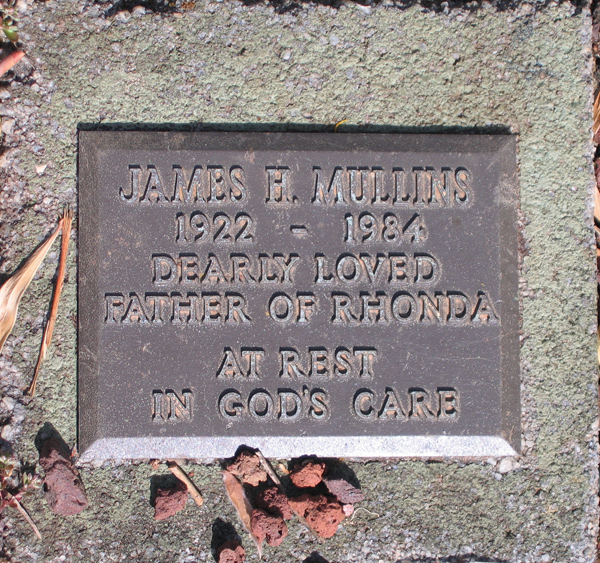 JAMES H. MULLINS
1922 - 1984
DEARLY LOVED
FATHER OF RHONDA
AT REST
IN GOD'S CARE